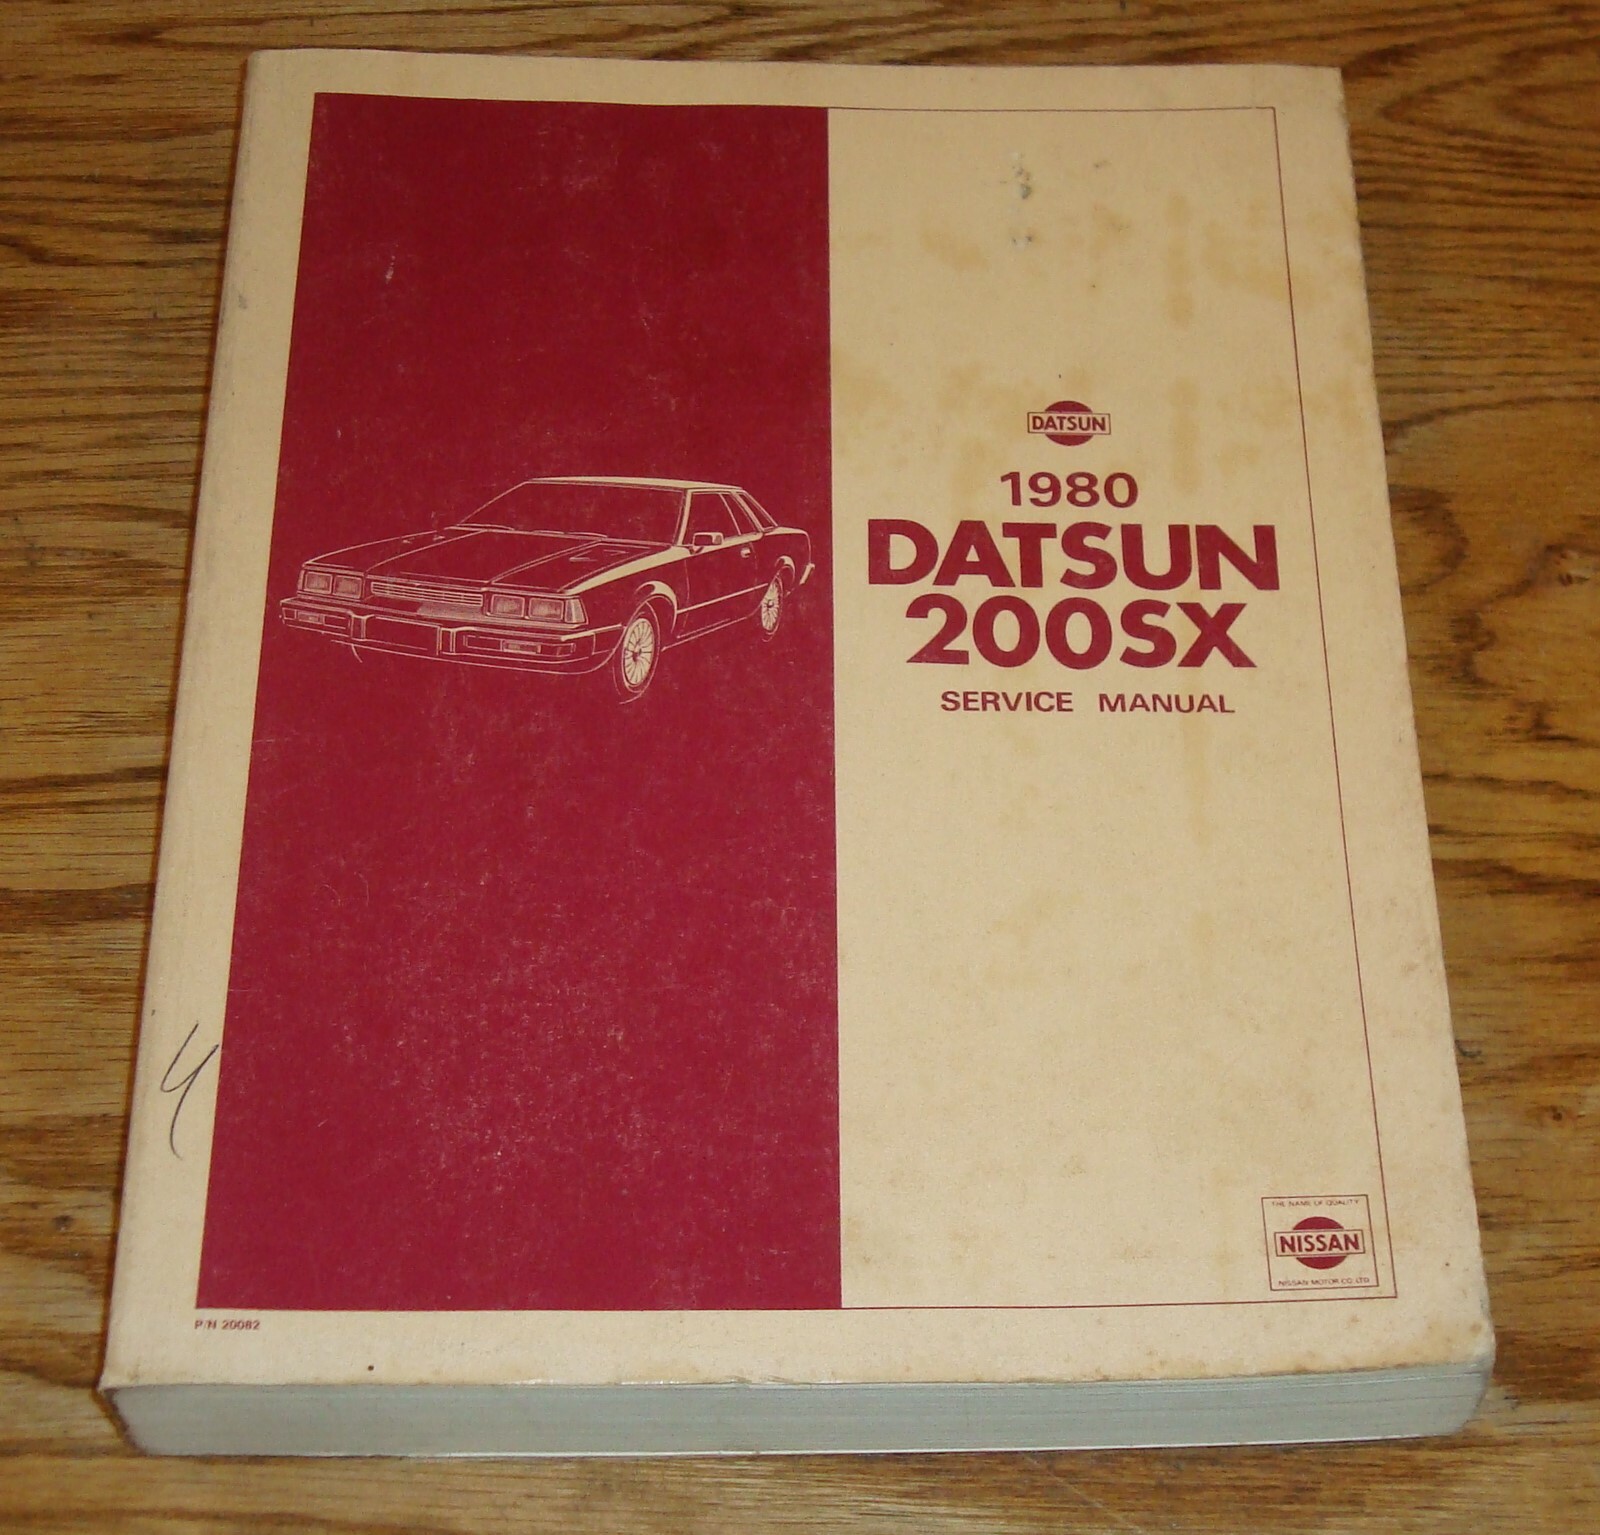 DATSUN
1980
DATSUN
200SX
SERVICE MANUAL
4
THE NAME OF QUALITY
NISSAN
NISSAN MOTOR CO., LTD.
P/N 20082